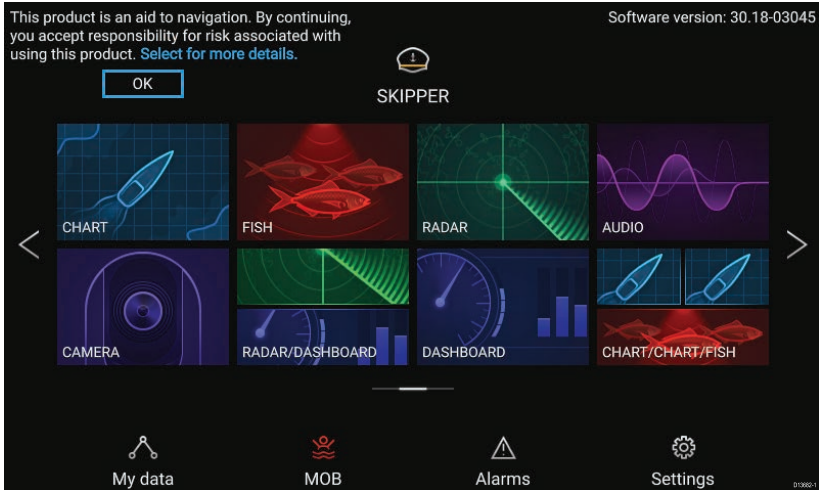 This product is an aid to navigation. By continuing,
you accept responsibility for risk associated with
using this product. Select for more details.
OK
Software version: 30.18-03045
SKIPPER
CHART
FISH
RADAR
AUDIO
CAMERA
RADAR/DASHBOARD
DASHBOARD
CHART/CHART/FISH
My data
MOB
Alarms
Settings
D13682-1